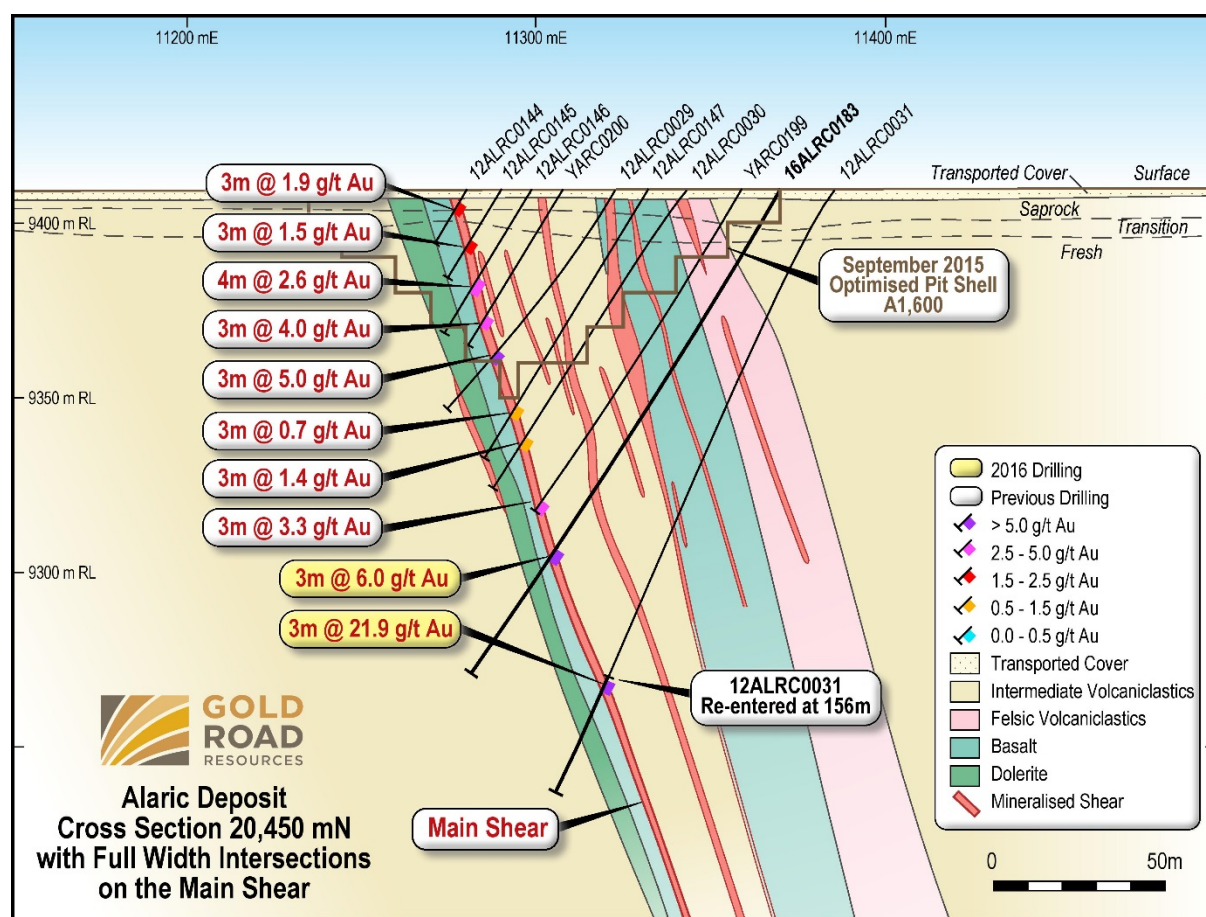 11200 mE
11300 mE
11400 mE
12ALRC0144
12ALRC0145
12ALRC0146
YARC0200
12ALRC0029
12ALRC0147
12ALRC0030
YARC0199
16ALRC0183
12ALRC0031
Transported Cover
Surface
Saprock
Transition
Fresh
9400 m RL
9350 m RL
9300 m RL
3m @ 1.9 g/t Au
3m @ 1.5 g/t Au
4m @ 2.6 g/t Au
3m @ 4.0 g/t Au
3m @ 5.0 g/t Au
3m @ 0.7 g/t Au
3m @ 1.4 g/t Au
3m @ 3.3 g/t Au
3m @ 6.0 g/t Au
3m @ 21.9 g/t Au
September 2015
Optimised Pit Shell
A1,600
12ALRC0031
Re-entered at 156m
Main Shear
GOLD
ROAD
RESOURCES
Alaric Deposit
Cross Section 20,450 mN
with Full Width Intersections
on the Main Shear
2016 Drilling
Previous Drilling
> 5.0 g/t Au
2.5 - 5.0 g/t Au
1.5 - 2.5 g/t Au
0.5 - 1.5 g/t Au
0.0 - 0.5 g/t Au
Transported Cover
Intermediate Volcaniclastics
Felsic Volcaniclastics
Basalt
Dolerite
Mineralised Shear
0
50m